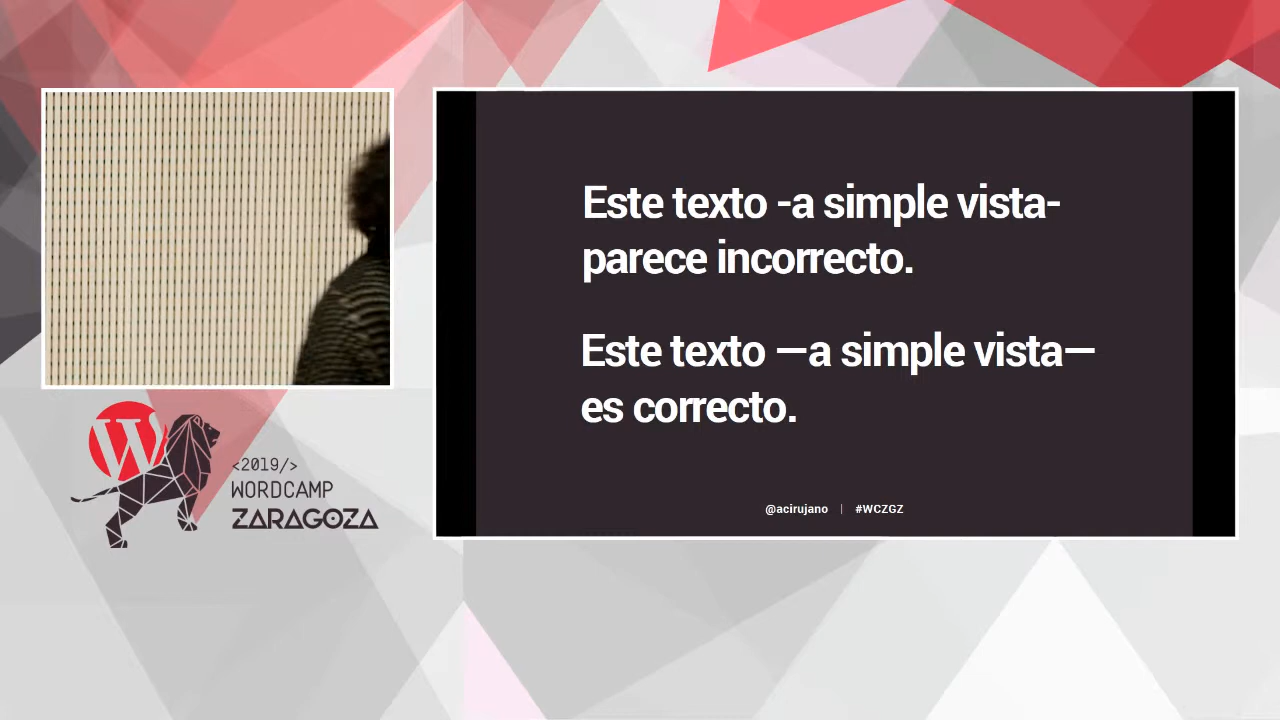 Este texto -a simple vista-
parece incorrecto.
Este texto —a simple vista—
es correcto.
@acirujano | #WCZGZ
W
<2019/>
WORDCAMP
ZARAGOZA